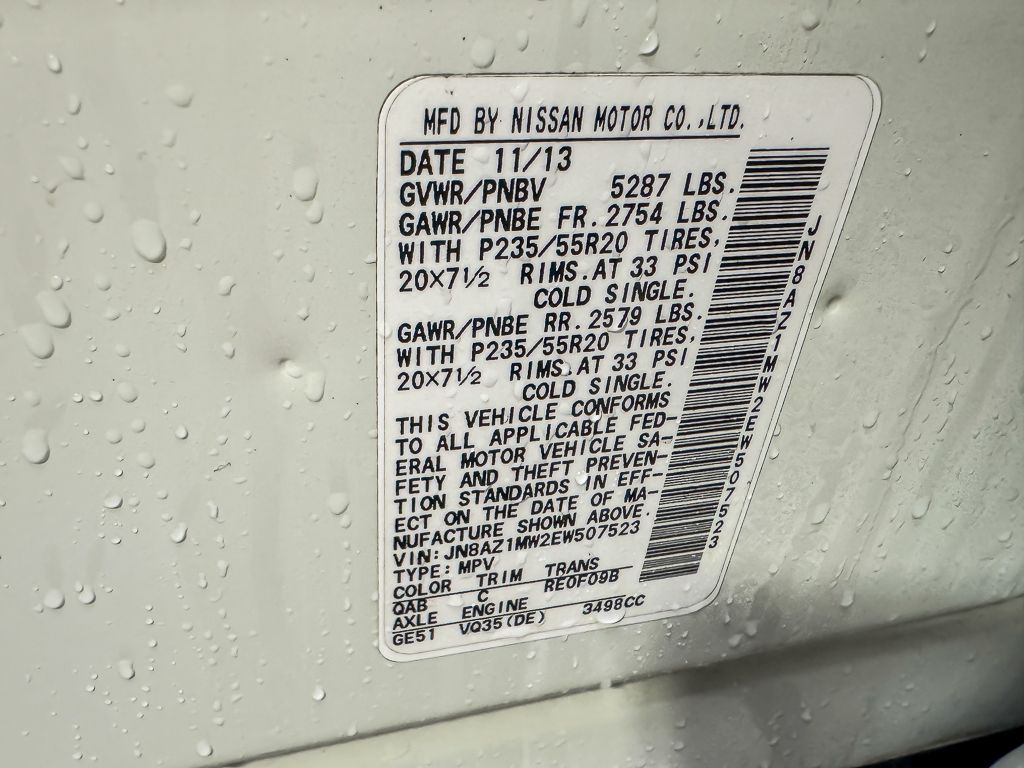 MFD BY NISSAN MOTOR CO.,LTD.
DATE 11/13
GVWR/PNBV 5287 LBS.
GAWR/PNBE FR. 2754 LBS.
WITH P235/55R20 TIRES,
20×7½ RIMS.AT 33 PSI
COLD SINGLE.
GAWR/PNBE RR. 2579 LBS.
WITH P235/55R20 TIRES,
20×7½ RIMS.AT 33 PSI
COLD SINGLE.
THIS VEHICLE CONFORMS
TO ALL APPLICABLE FED-
ERAL MOTOR VEHICLE SA-
FETY AND THEFT PREVEN-
TION STANDARDS IN EFF-
ECT ON THE DATE OF MA-
NUFACTURE SHOWN ABOVE.
VIN:JN8AZ1MW2EW507523
TYPE:MPV
COLOR TRIM TRANS
QAB C RE0F09B
AXLE ENGINE
GE51 VQ35(DE) 3498CC
JN8AZ1MW2EW507523